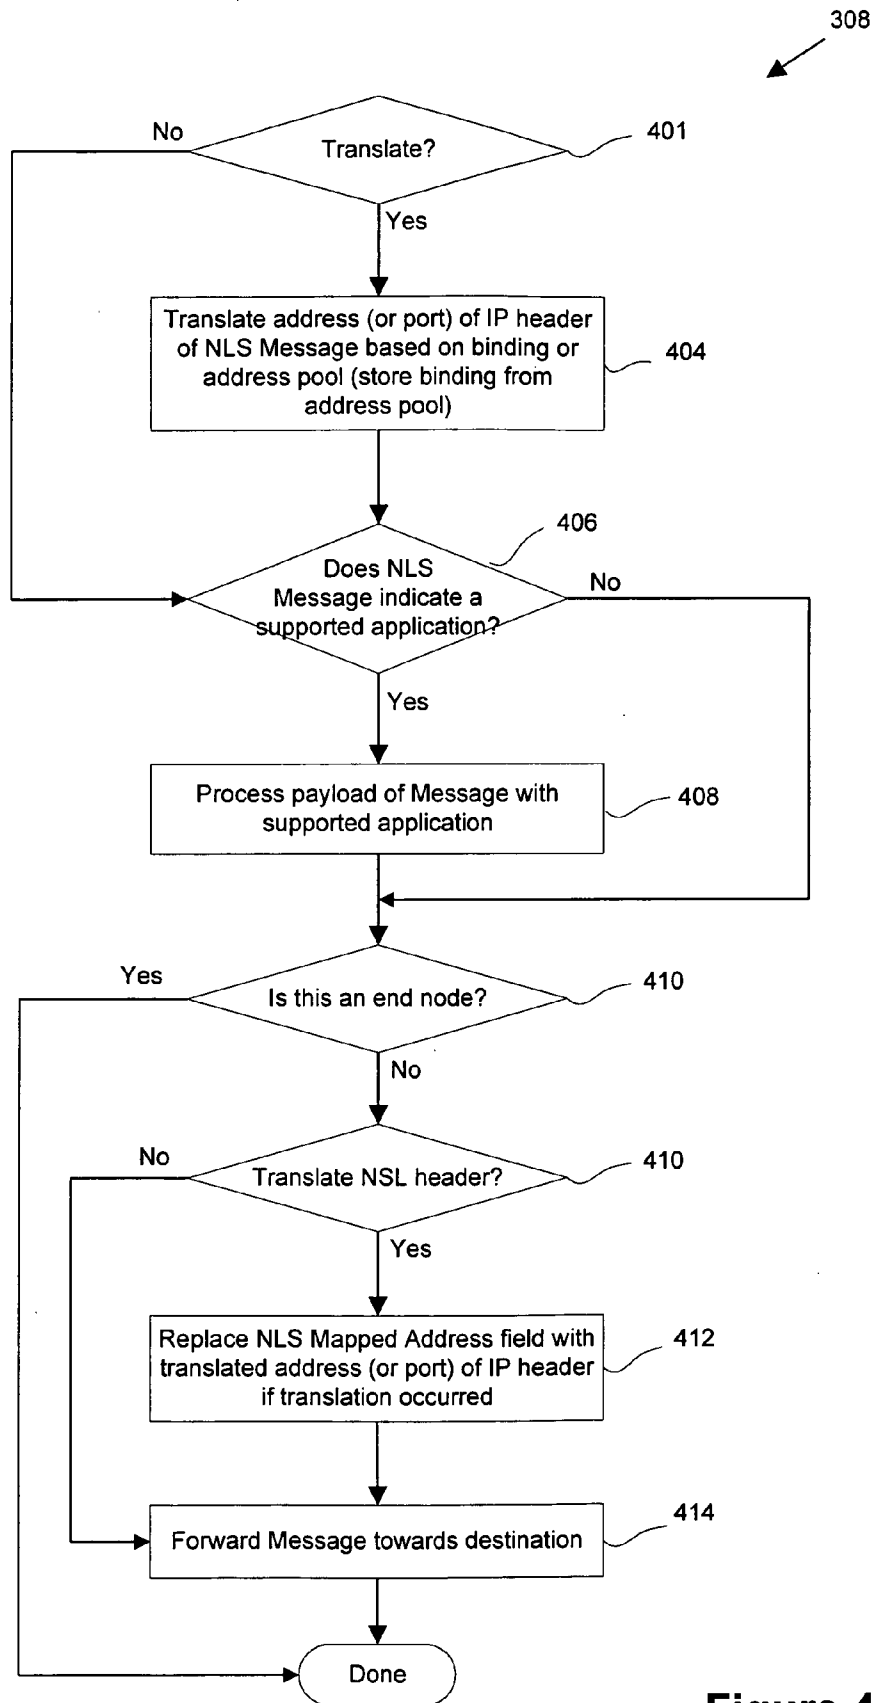 308
No
Translate?
401
Yes
Translate address (or port) of IP header
of NLS Message based on binding or
address pool (store binding from
address pool)
404
406
Does NLS
Message indicate a
supported application?
No
Yes
Process payload of Message with
supported application
408
Yes
Is this an end node?
410
No
No
Translate NSL header?
410
Yes
Replace NLS Mapped Address field with
translated address (or port) of IP header
if translation occurred
412
Forward Message towards destination
414
Done
Figure 4